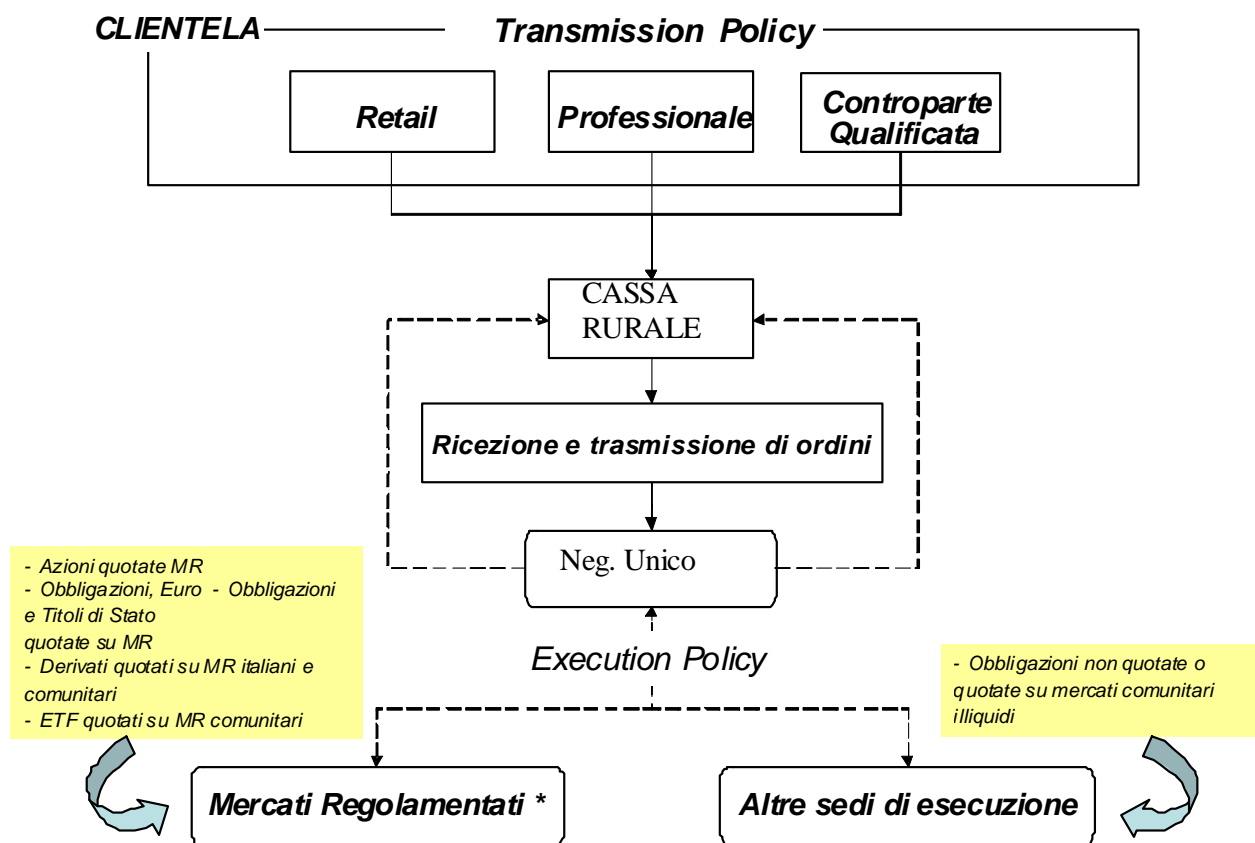 CLIENTELA Transmission Policy
Retail
Professionale
Controparte
Qualificata
CASSA
RURALE
Ricezione e trasmissione di ordini
Neg. Unico
- Azioni quotate MR
- Obbligazioni, Euro - Obbligazioni
e Titoli di Stato
quotate su MR
- Derivati quotati su MR italiani e
comunitari
- ETF quotati su MR comunitari
Execution Policy
- Obbligazioni non quotate o
quotate su mercati comunitari
illiquidi
Mercati Regolamentati *
Altre sedi di esecuzione